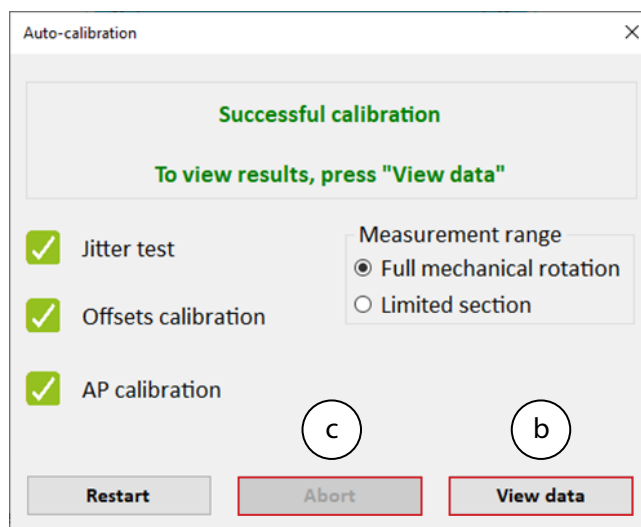 Auto-calibration
Successful calibration
To view results, press "View data"
Jitter test
Measurement range
Full mechanical rotation
Limited section
Offsets calibration
AP calibration
c
b
Restart
Abort
View data